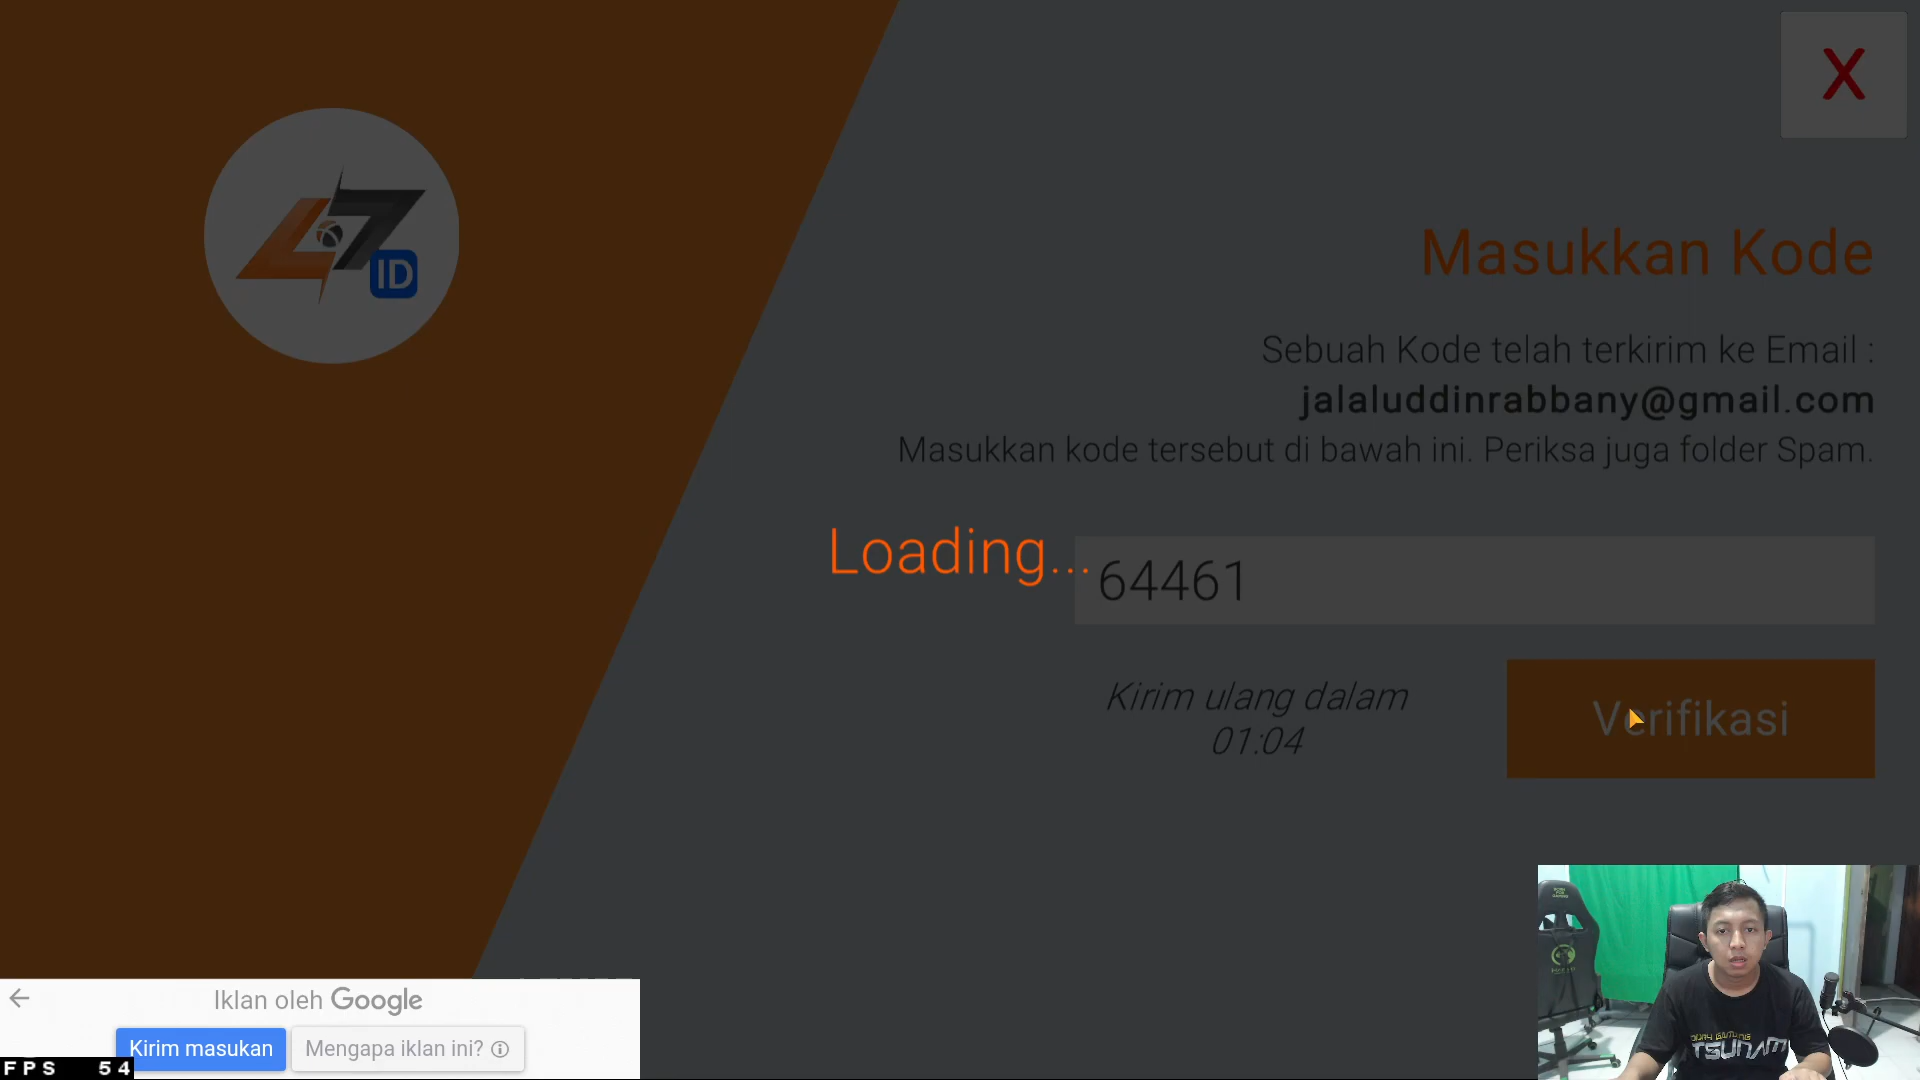 ID
X
Masukkan Kode
Sebuah Kode telah terkirim ke Email :
jalaluddinrabbany@gmail.com
Masukkan kode tersebut di bawah ini. Periksa juga folder Spam.
Loading...
64461
Kirim ulang dalam
01:04
Verifikasi
Iklan oleh Google
Kirim masukan
Mengapa iklan ini?
FPS 54
TSUNAMI